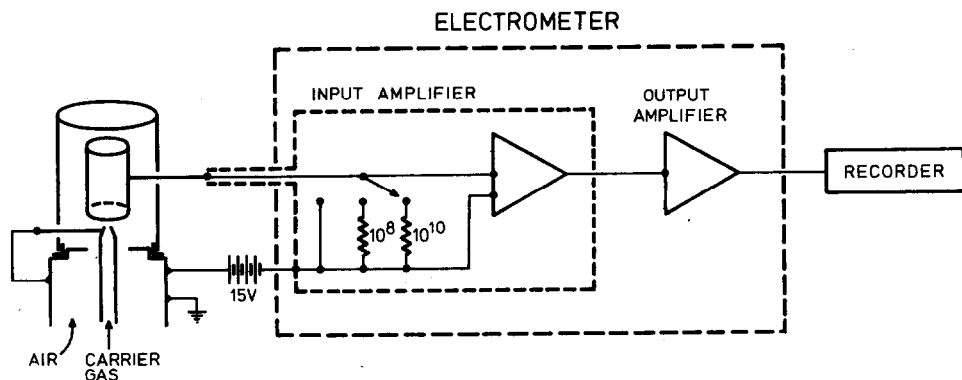 ELECTROMETER
INPUT AMPLIFIER
OUTPUT
AMPLIFIER
RECORDER
10⁸
10¹⁰
15V
AIR
CARRIER
GAS